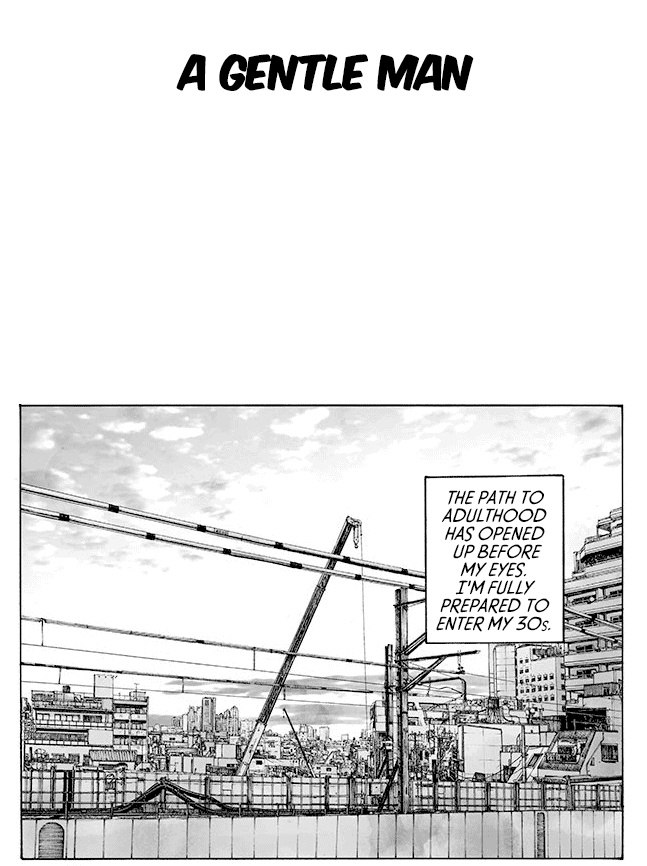 A GENTLE MAN
THE PATH TO
ADULTHOOD
HAS OPENED
UP BEFORE
MY EYES.
I'M FULLY
PREPARED TO
ENTER MY 30s.